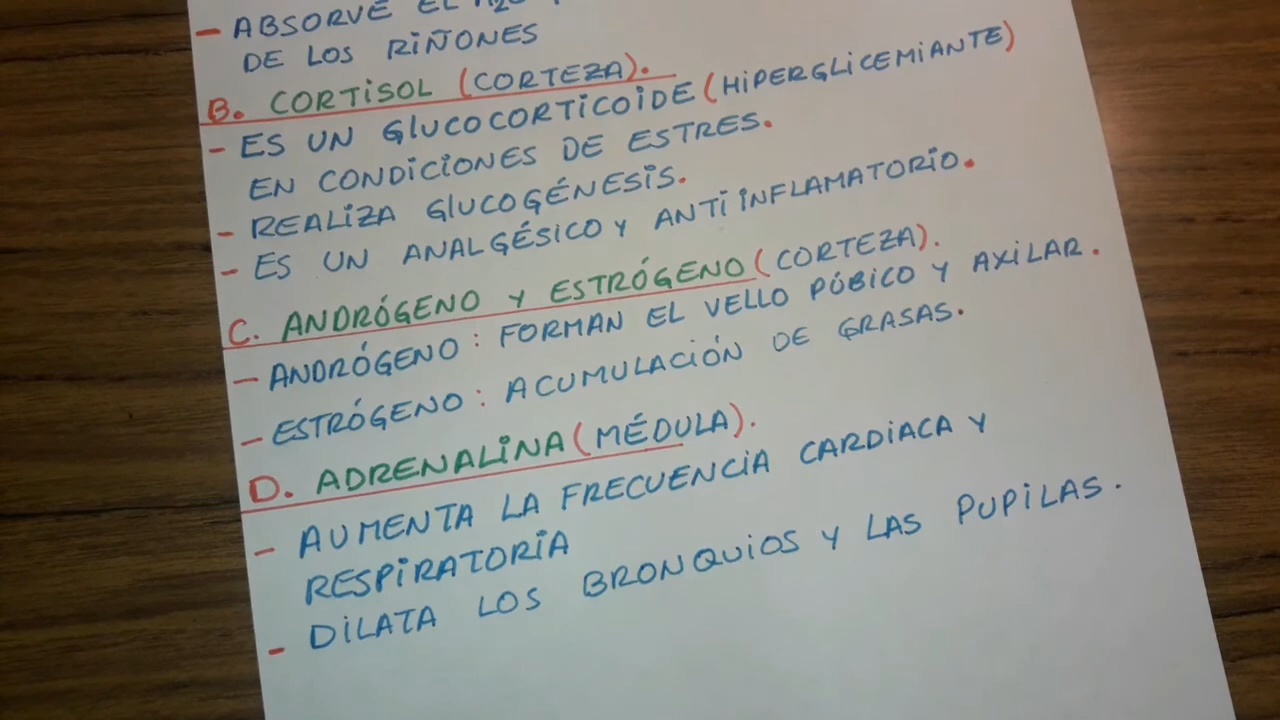 - ABSORVE EL H2O
DE LOS RIÑONES
B. CORTISOL (CORTEZA).
- ES UN GLUCOCORTICOIDE (HIPERGLICEMIANTE)
EN CONDICIONES DE ESTRES.
- REALIZA GLUCOGÉNESIS.
- ES UN ANALGÉSICO Y ANTIINFLAMATORIO.
C. ANDRÓGENO Y ESTRÓGENO (CORTEZA).
- ANDRÓGENO: FORMAN EL VELLO PÚBICO Y AXILAR.
- ESTRÓGENO: ACUMULACIÓN DE GRASAS.
D. ADRENALINA (MÉDULA).
- AUMENTA LA FRECUENCIA CARDIACA Y
RESPIRATORIA
- DILATA LOS BRONQUIOS Y LAS PUPILAS.